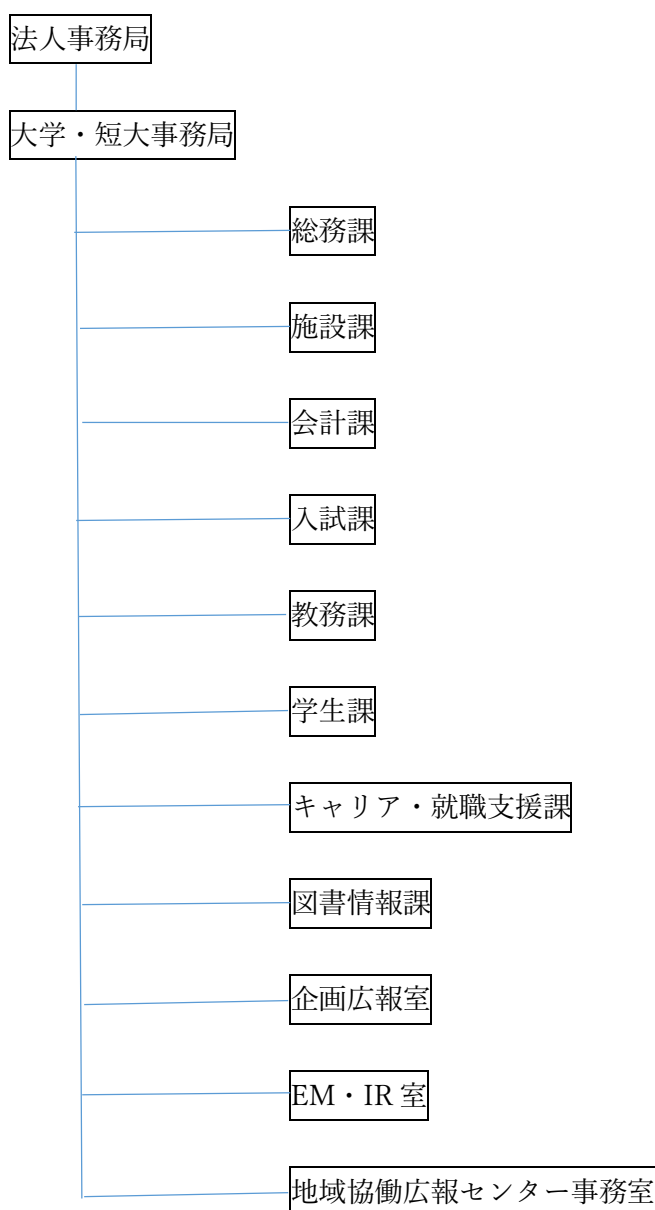 法人事務局
大学・短大事務局
総務課
施設課
会計課
入試課
教務課
学生課
キャリア・就職支援課
図書情報課
企画広報室
EM・IR 室
地域協働広報センター事務室